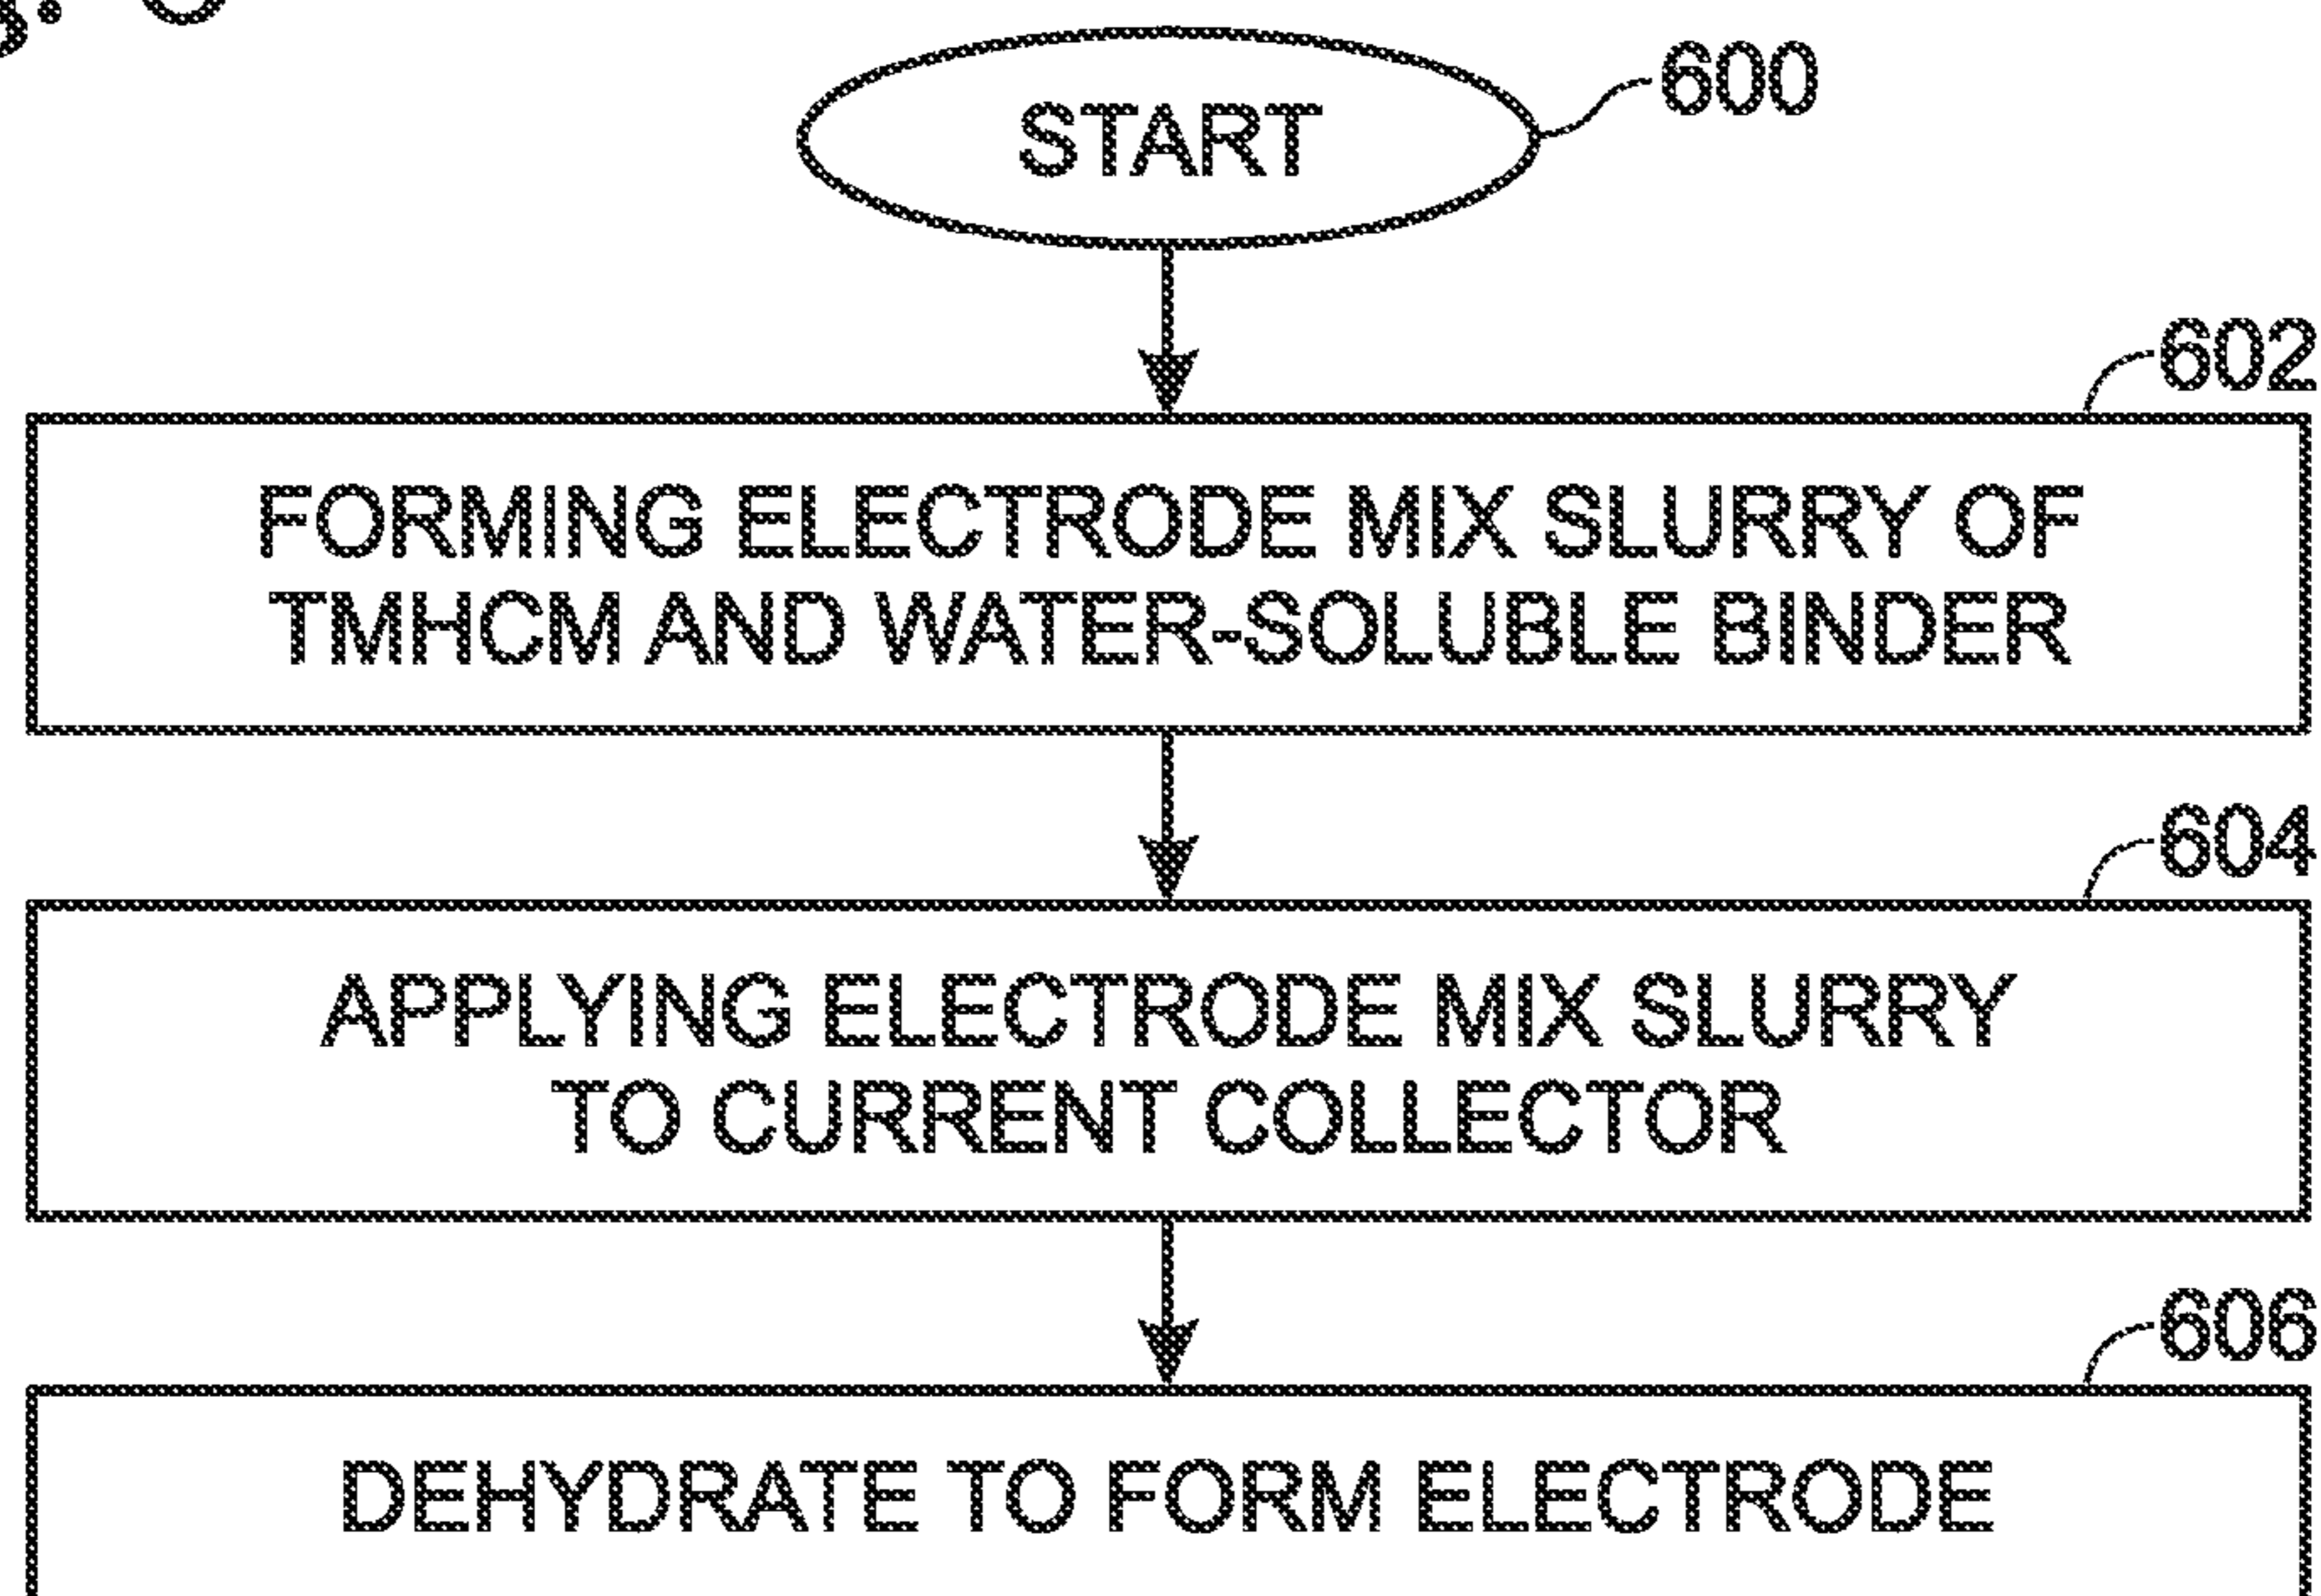 START
600
602
FORMING ELECTRODE MIX SLURRY OF
TMHCM AND WATER-SOLUBLE BINDER
604
APPLYING ELECTRODE MIX SLURRY
TO CURRENT COLLECTOR
606
DEHYDRATE TO FORM ELECTRODE